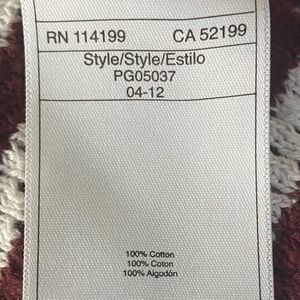 RN 114199 CA 52199
Style/Style/Estilo
PG05037
04-12
100% Cotton
100% Coton
100% Algodón